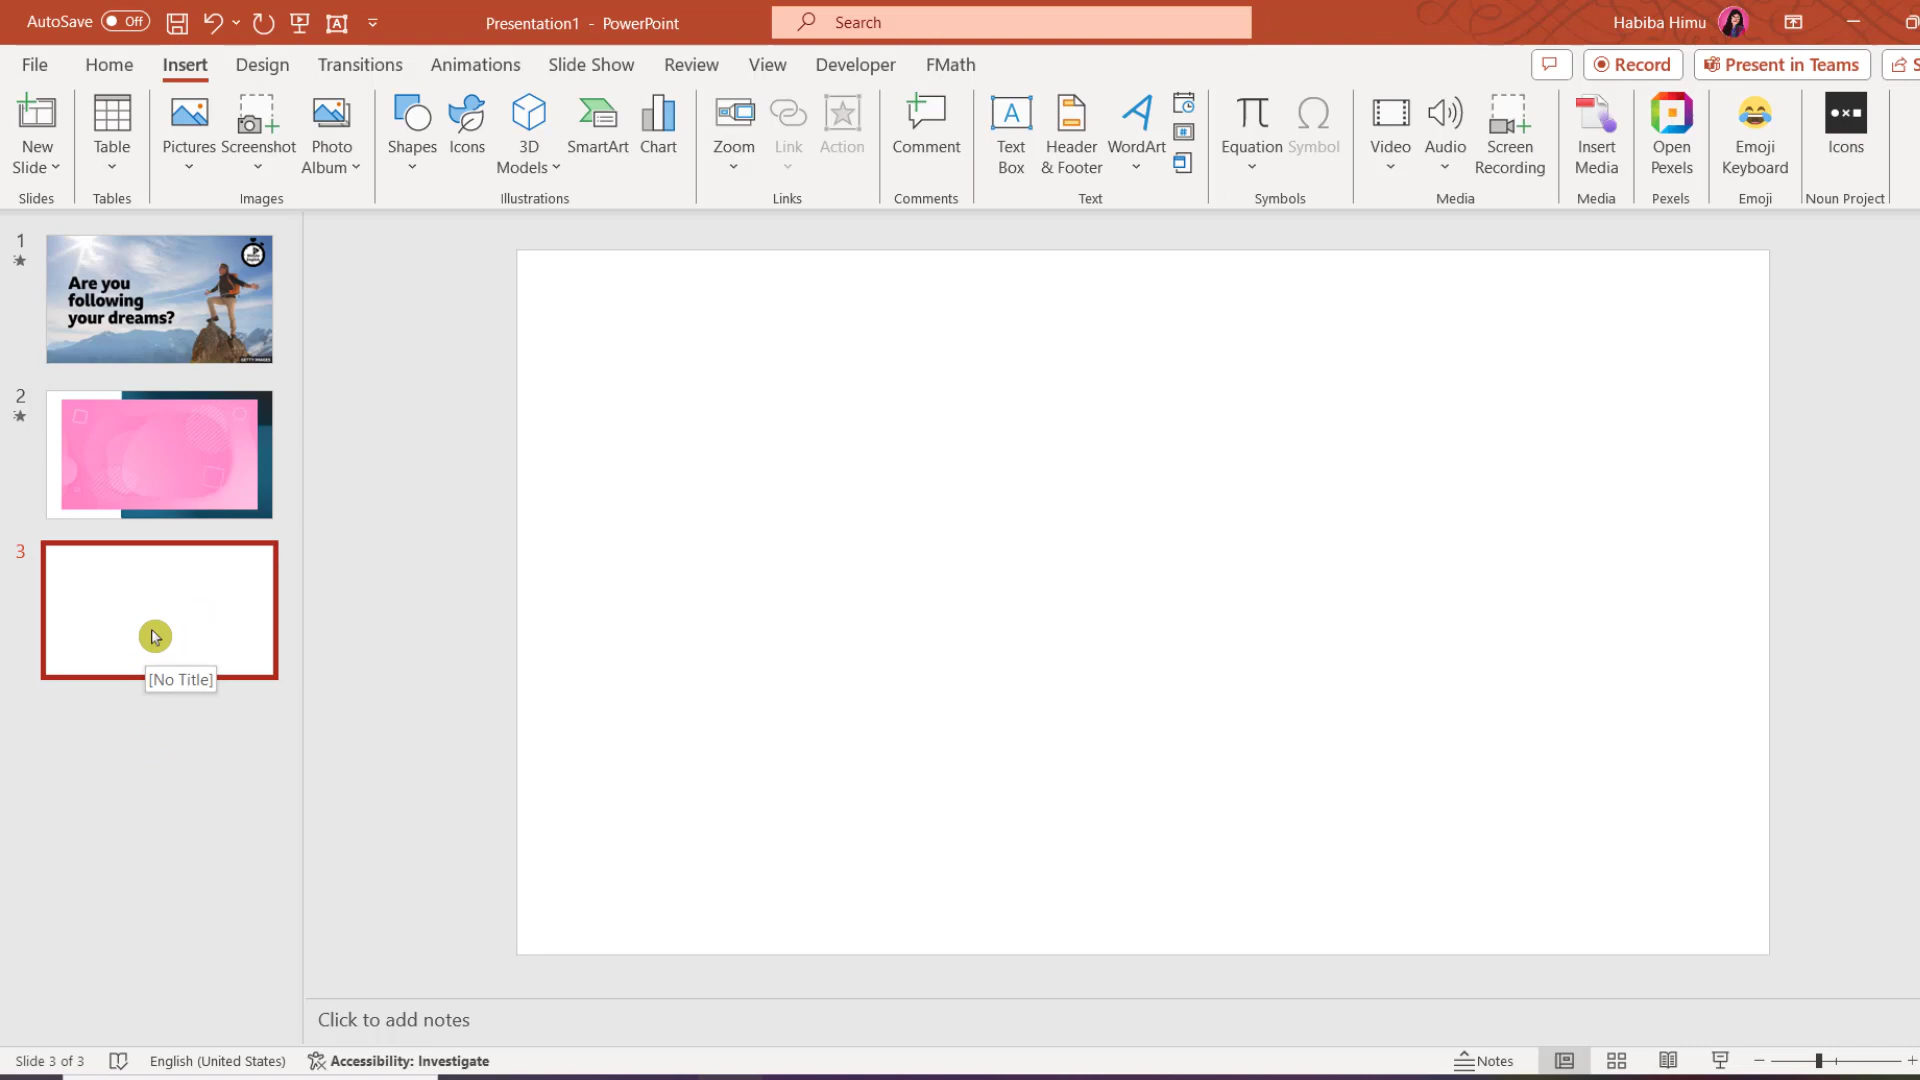 AutoSave Off Presentation1 - PowerPoint Search Habiba Himu
File Home Insert Design Transitions Animations Slide Show Review View Developer FMath Record Present in Teams S
New Slide
Table
Pictures
Screenshot
Photo Album
Shapes
Icons
3D Models
SmartArt
Chart
Zoom
Link
Action
Comment
Text Box
Header & Footer
WordArt
Equation
Symbol
Video
Audio
Screen Recording
Insert Media
Open Pexels
Emoji Keyboard
Icons
Slides Tables Images Illustrations Links Comments Text Symbols Media Media Pexels Emoji Noun Project
1
Are you
following
your dreams?
GETTY IMAGES
2
3
[No Title]
Click to add notes
Slide 3 of 3 English (United States) Accessibility: Investigate Notes